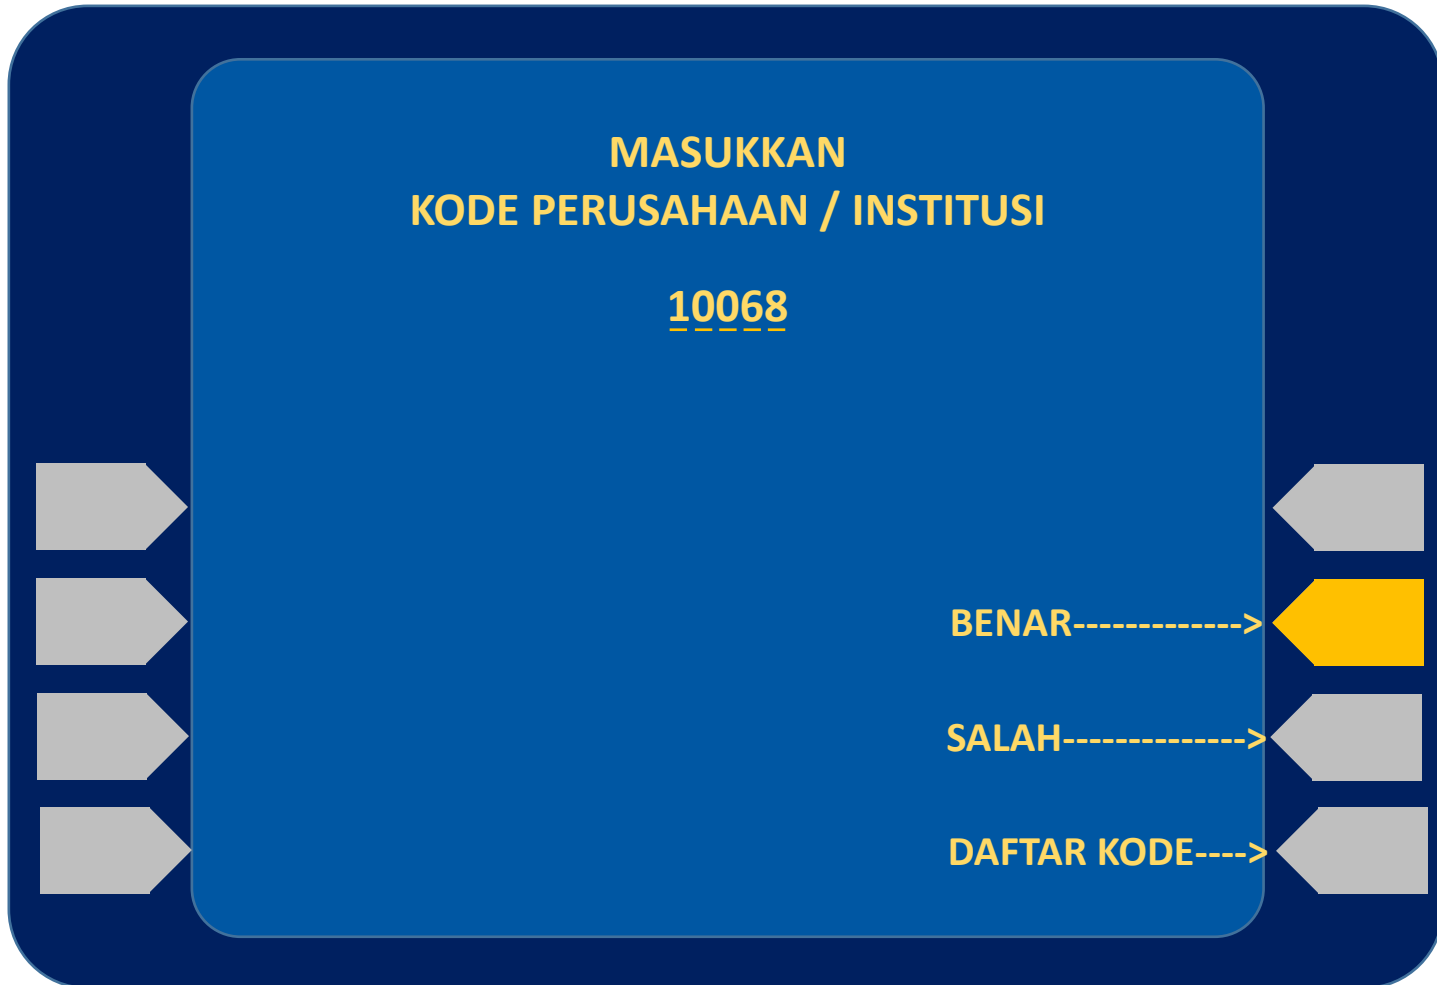 MASUKKAN
KODE PERUSAHAAN / INSTITUSI
10068
BENAR------------->
SALAH-------------->
DAFTAR KODE---->